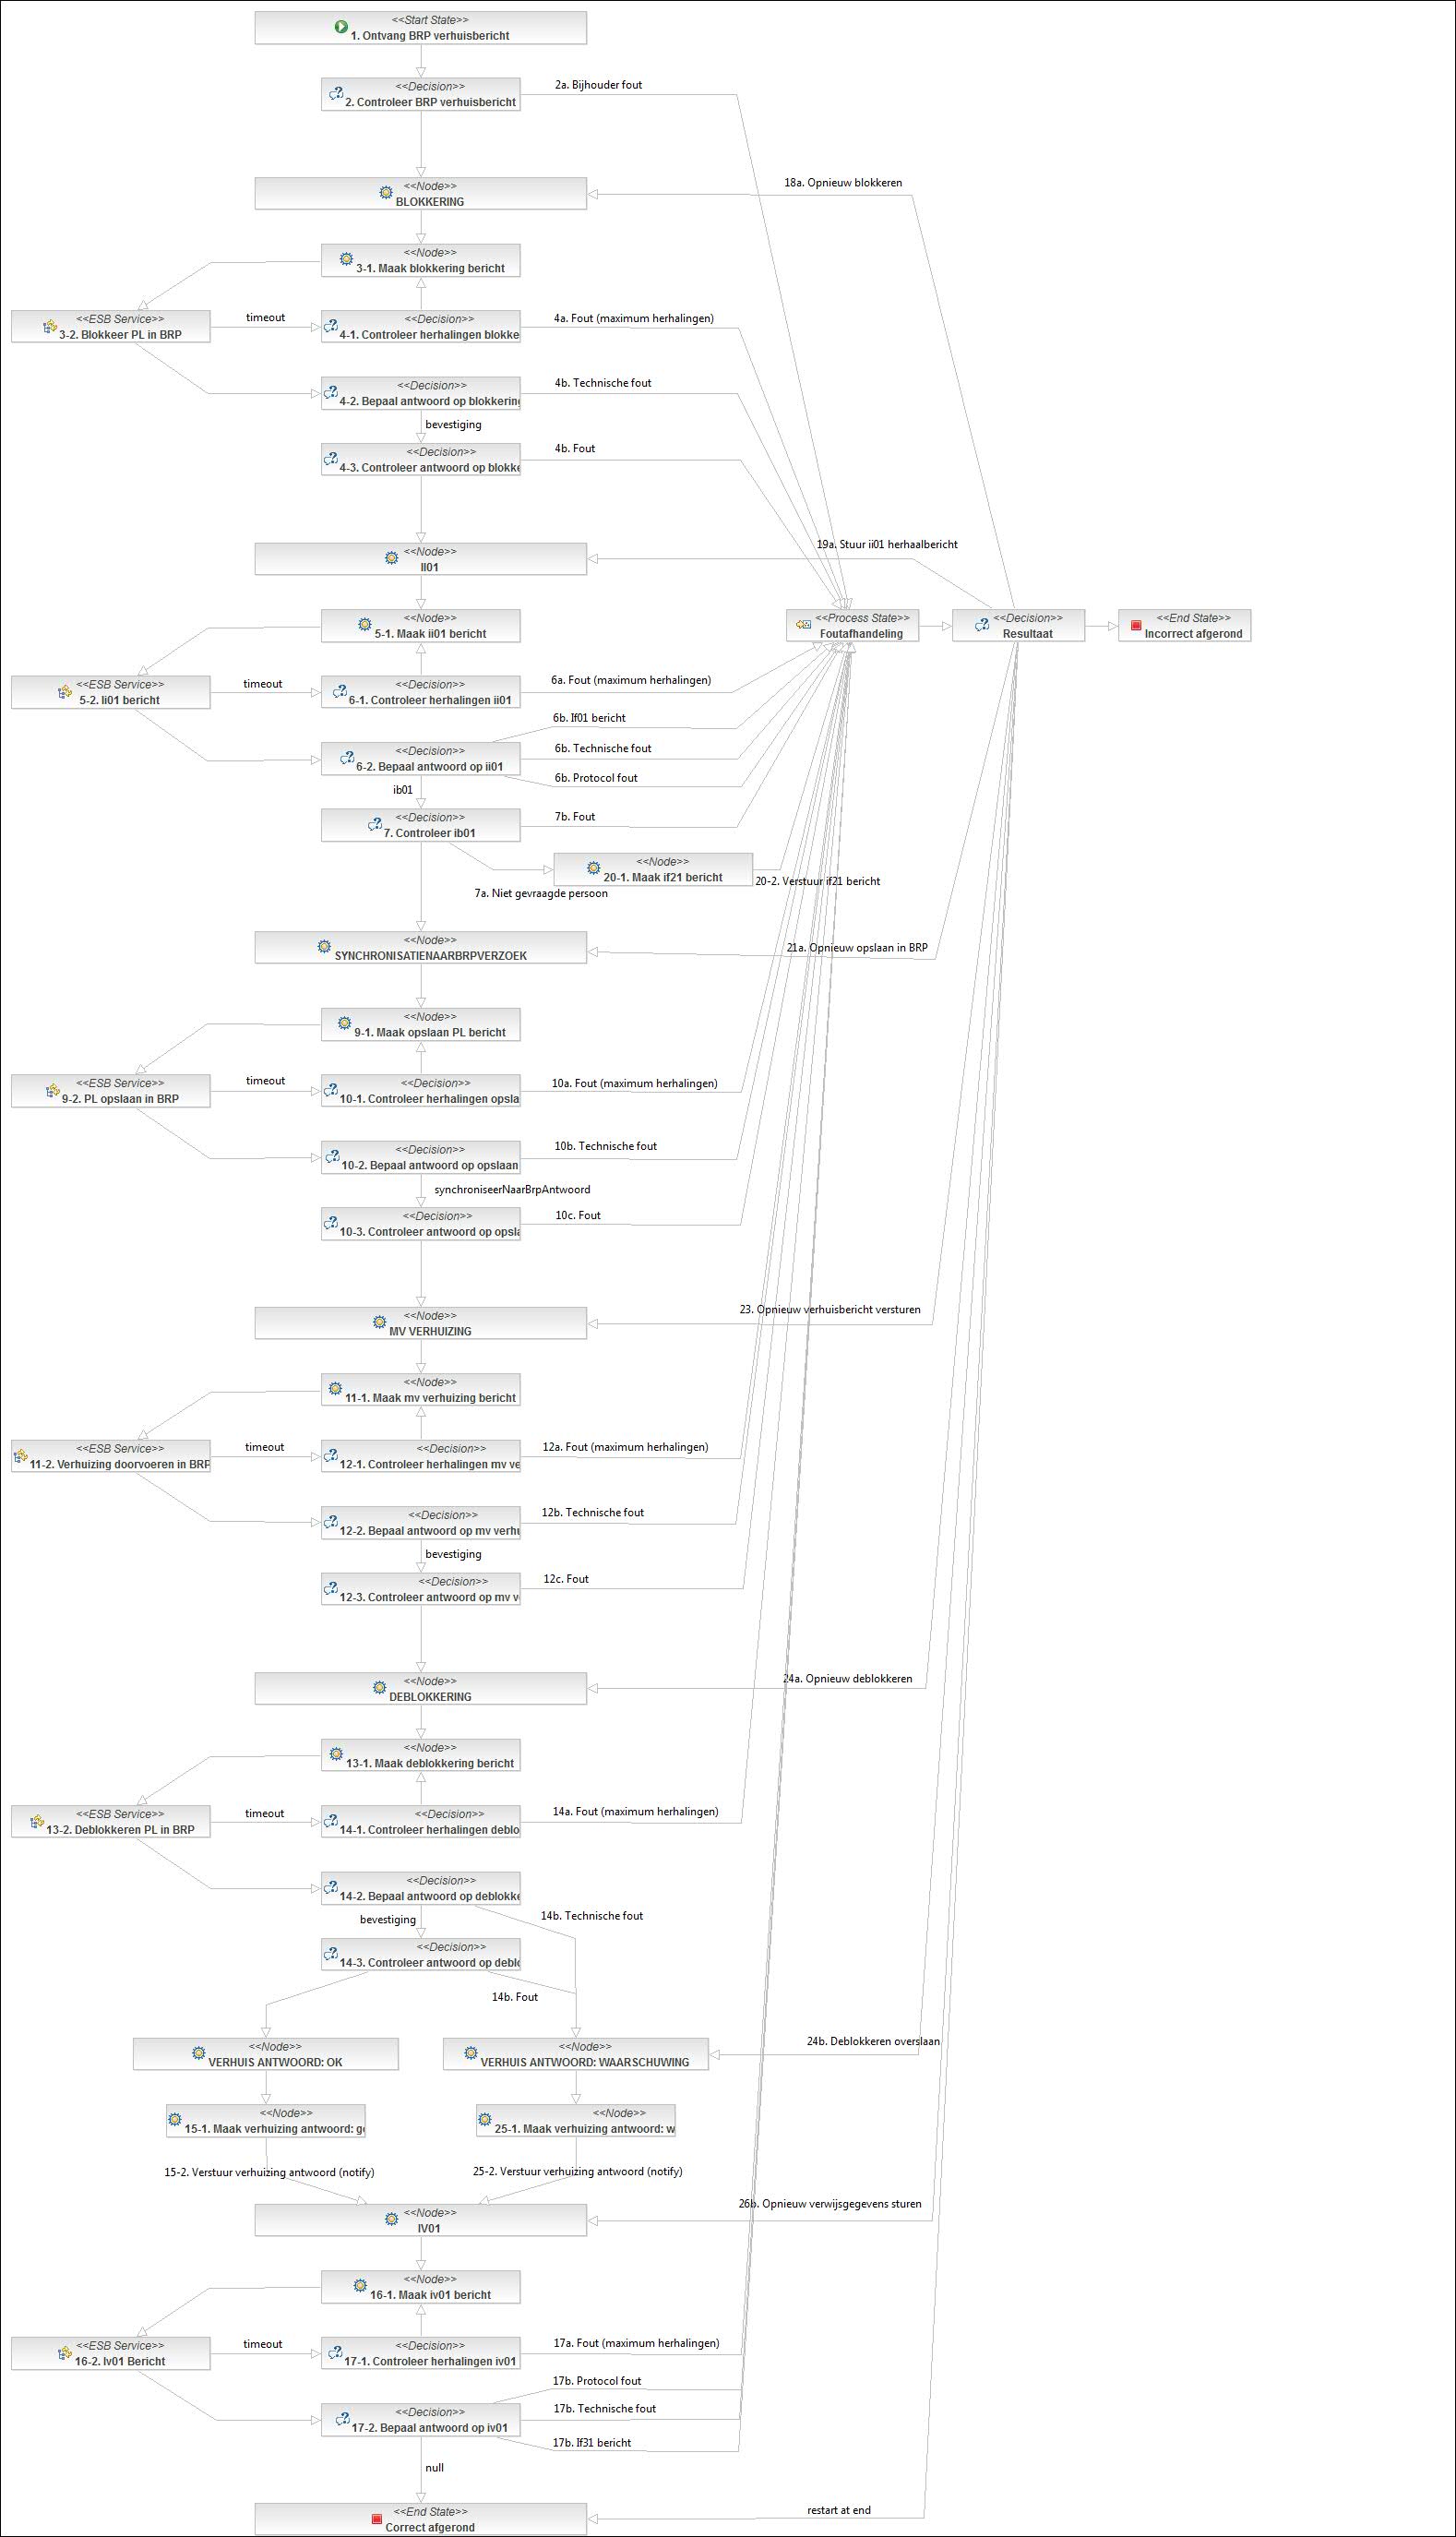 <<Start State>>
1. Ontvang BRP verhuisbericht
<<Decision>>
2. Controleer BRP verhuisbericht
2a. Bijhouder fout
<<Node>>
BLOKKERING
18a. Opnieuw blokkeren
<<Node>>
3-1. Maak blokkering bericht
<<ESB Service>>
3-2. Blokkeer PL in BRP
timeout
<<Decision>>
4-1. Controleer herhalingen blokke
4a. Fout (maximum herhalingen)
<<Decision>>
4-2. Bepaal antwoord op blokkering
4b. Technische fout
bevestiging
<<Decision>>
4-3. Controleer antwoord op blokke
4b. Fout
<<Node>>
II01
19a. Stuur ii01 herhaalbericht
<<Node>>
5-1. Maak ii01 bericht
<<Process State>>
Foutafhandeling
<<Decision>>
Resultaat
<<End State>>
Incorrect afgerond
<<ESB Service>>
5-2. Ii01 bericht
timeout
<<Decision>>
6-1. Controleer herhalingen ii01
6a. Fout (maximum herhalingen)
6b. If01 bericht
<<Decision>>
6-2. Bepaal antwoord op ii01
6b. Technische fout
6b. Protocol fout
ib01
<<Decision>>
7. Controleer ib01
7b. Fout
<<Node>>
20-1. Maak if21 bericht
20-2. Verstuur if21 bericht
7a. Niet gevraagde persoon
<<Node>>
SYNCHRONISATIENAARBRPVERZOEK
21a. Opnieuw opslaan in BRP
<<Node>>
9-1. Maak opslaan PL bericht
<<ESB Service>>
9-2. PL opslaan in BRP
timeout
<<Decision>>
10-1. Controleer herhalingen opsla
10a. Fout (maximum herhalingen)
<<Decision>>
10-2. Bepaal antwoord op opslaan
10b. Technische fout
synchroniseerNaarBrpAntwoord
<<Decision>>
10-3. Controleer antwoord op opsla
10c. Fout
<<Node>>
MV VERHUIZING
23. Opnieuw verhuisbericht versturen
<<Node>>
11-1. Maak mv verhuizing bericht
<<ESB Service>>
11-2. Verhuizing doorvoeren in BRP
timeout
<<Decision>>
12-1. Controleer herhalingen mv ve
12a. Fout (maximum herhalingen)
<<Decision>>
12-2. Bepaal antwoord op mv verhu
12b. Technische fout
bevestiging
<<Decision>>
12-3. Controleer antwoord op mv v
12c. Fout
<<Node>>
DEBLOKKERING
24a. Opnieuw deblokkeren
<<Node>>
13-1. Maak deblokkering bericht
<<ESB Service>>
13-2. Deblokkeren PL in BRP
timeout
<<Decision>>
14-1. Controleer herhalingen deblo
14a. Fout (maximum herhalingen)
<<Decision>>
14-2. Bepaal antwoord op deblokke
14b. Technische fout
bevestiging
<<Decision>>
14-3. Controleer antwoord op deblo
14b. Fout
<<Node>>
VERHUIS ANTWOORD: OK
<<Node>>
VERHUIS ANTWOORD: WAARSCHUWING
24b. Deblokkeren overslaan
<<Node>>
15-1. Maak verhuizing antwoord: go
<<Node>>
25-1. Maak verhuizing antwoord: w
15-2. Verstuur verhuizing antwoord (notify)
25-2. Verstuur verhuizing antwoord (notify)
<<Node>>
IV01
26b. Opnieuw verwijsgegevens sturen
<<Node>>
16-1. Maak iv01 bericht
<<ESB Service>>
16-2. Iv01 Bericht
timeout
<<Decision>>
17-1. Controleer herhalingen iv01
17a. Fout (maximum herhalingen)
17b. Protocol fout
<<Decision>>
17-2. Bepaal antwoord op iv01
17b. Technische fout
17b. If31 bericht
null
<<End State>>
Correct afgerond
restart at end